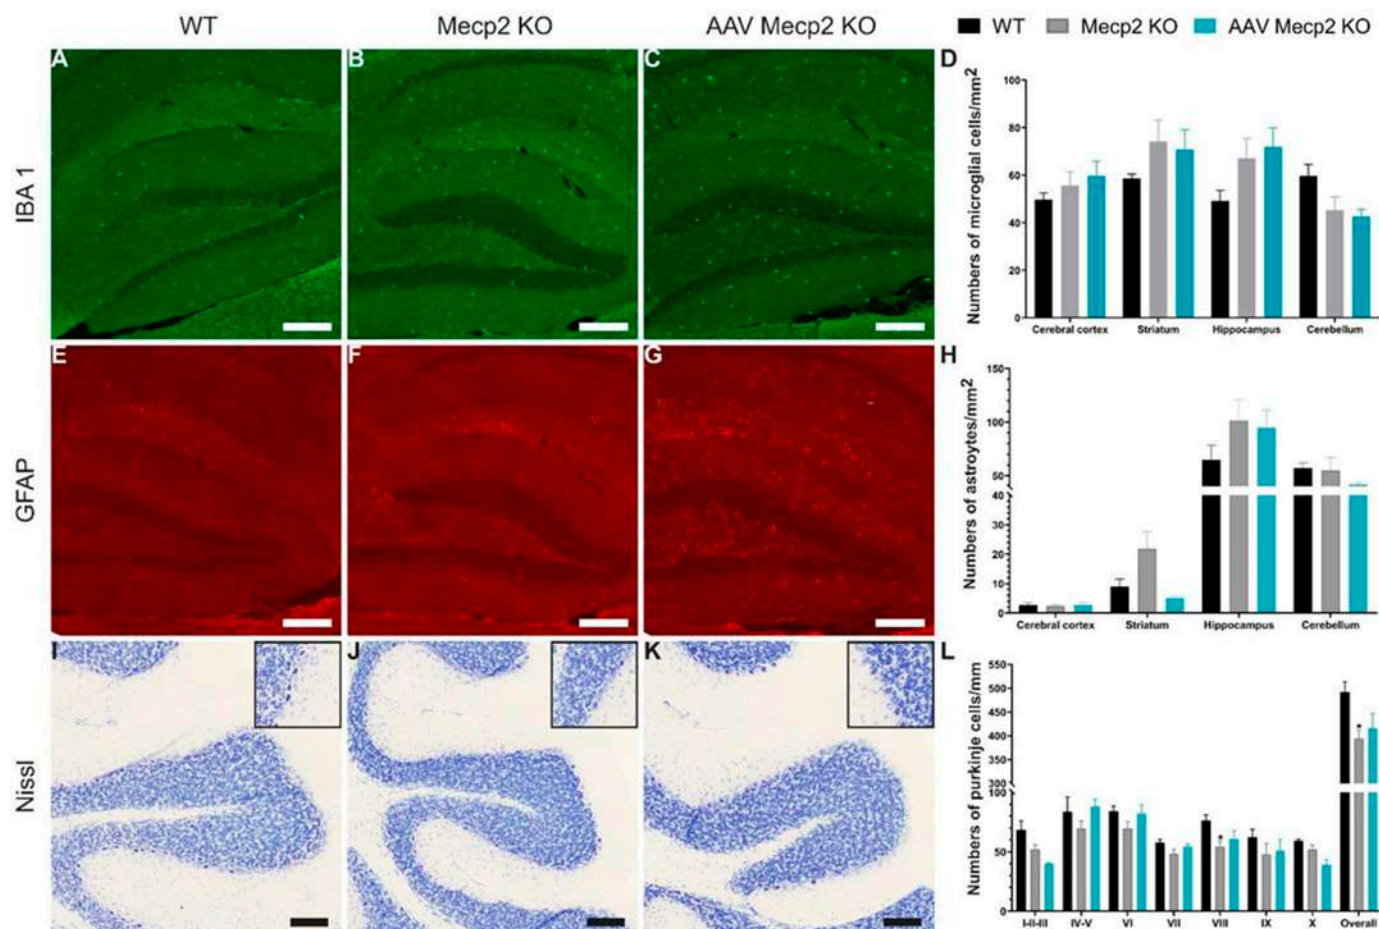 WT Mecp2 KO AAV Mecp2 KO
WT Mecp2 KO AAV Mecp2 KO
IBA 1
A
B
C
D
Numbers of microglial cells/mm2
100
80
60
40
20
0
Cerebral cortex Striatum Hippocampus Cerebellum
GFAP
E
F
G
H
Numbers of astroytes/mm2
150
100
50
40
30
20
10
0
Cerebral cortex Striatum Hippocampus Cerebellum
Nissl
I
J
K
L
Numbers of purkinje cells/mm
550
500
450
400
350
300
100
50
0
I-II-III IV-V VI VII VIII IX X Overall
*
*